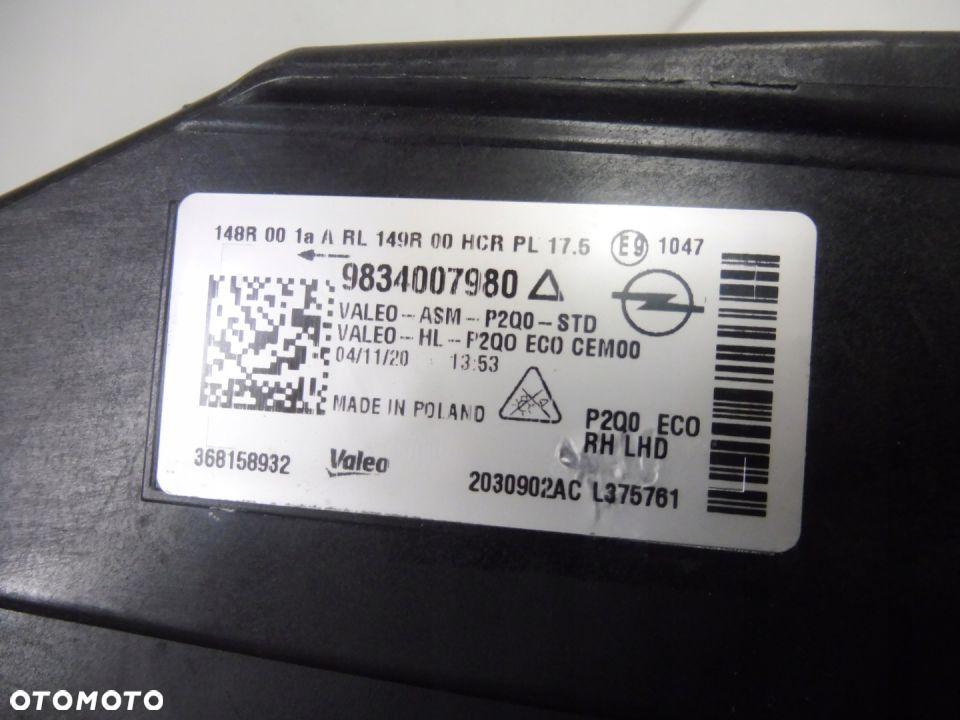 148R 00 1a A RL 149R 00 HCR PL 17.5 E9 1047
9834007980
VALEO-ASM-P2Q0-STD
VALEO-HL-P2Q0 ECO CEM00
04/11/20 13:53
MADE IN POLAND
P2Q0 ECO
RH LHD
368158932 Valeo 2030902AC L375761
OTOMOTO